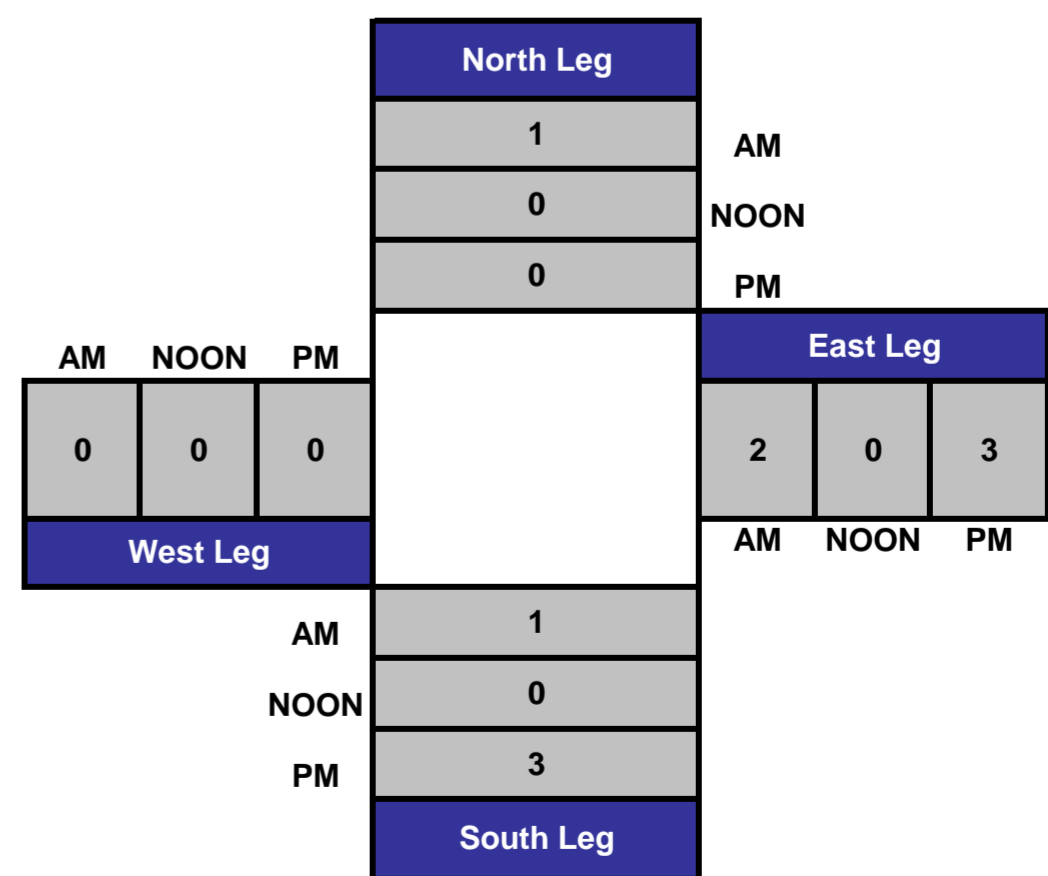 North Leg
1 AM
0 NOON
0 PM
East Leg
AM NOON PM
0 0 0
2 0 3
West Leg
AM NOON PM
AM 1
NOON 0
PM 3
South Leg